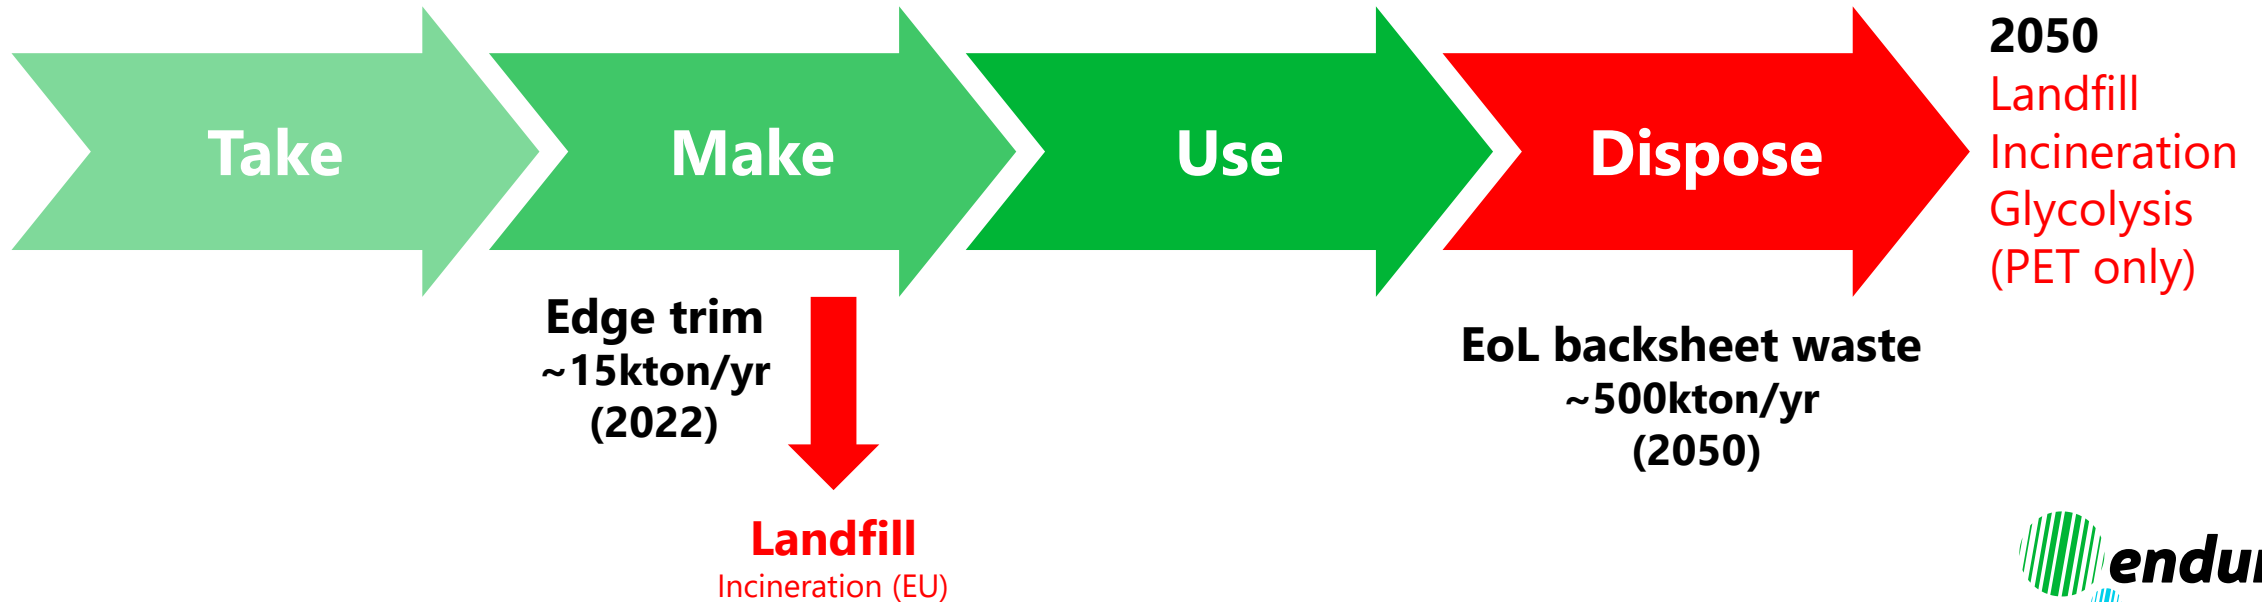 Take
Make
Use
Dispose
2050
Landfill
Incineration
Glycolysis
(PET only)
Edge trim
~15kton/yr
(2022)
EoL backsheet waste
~500kton/yr
(2050)
Landfill
Incineration (EU)